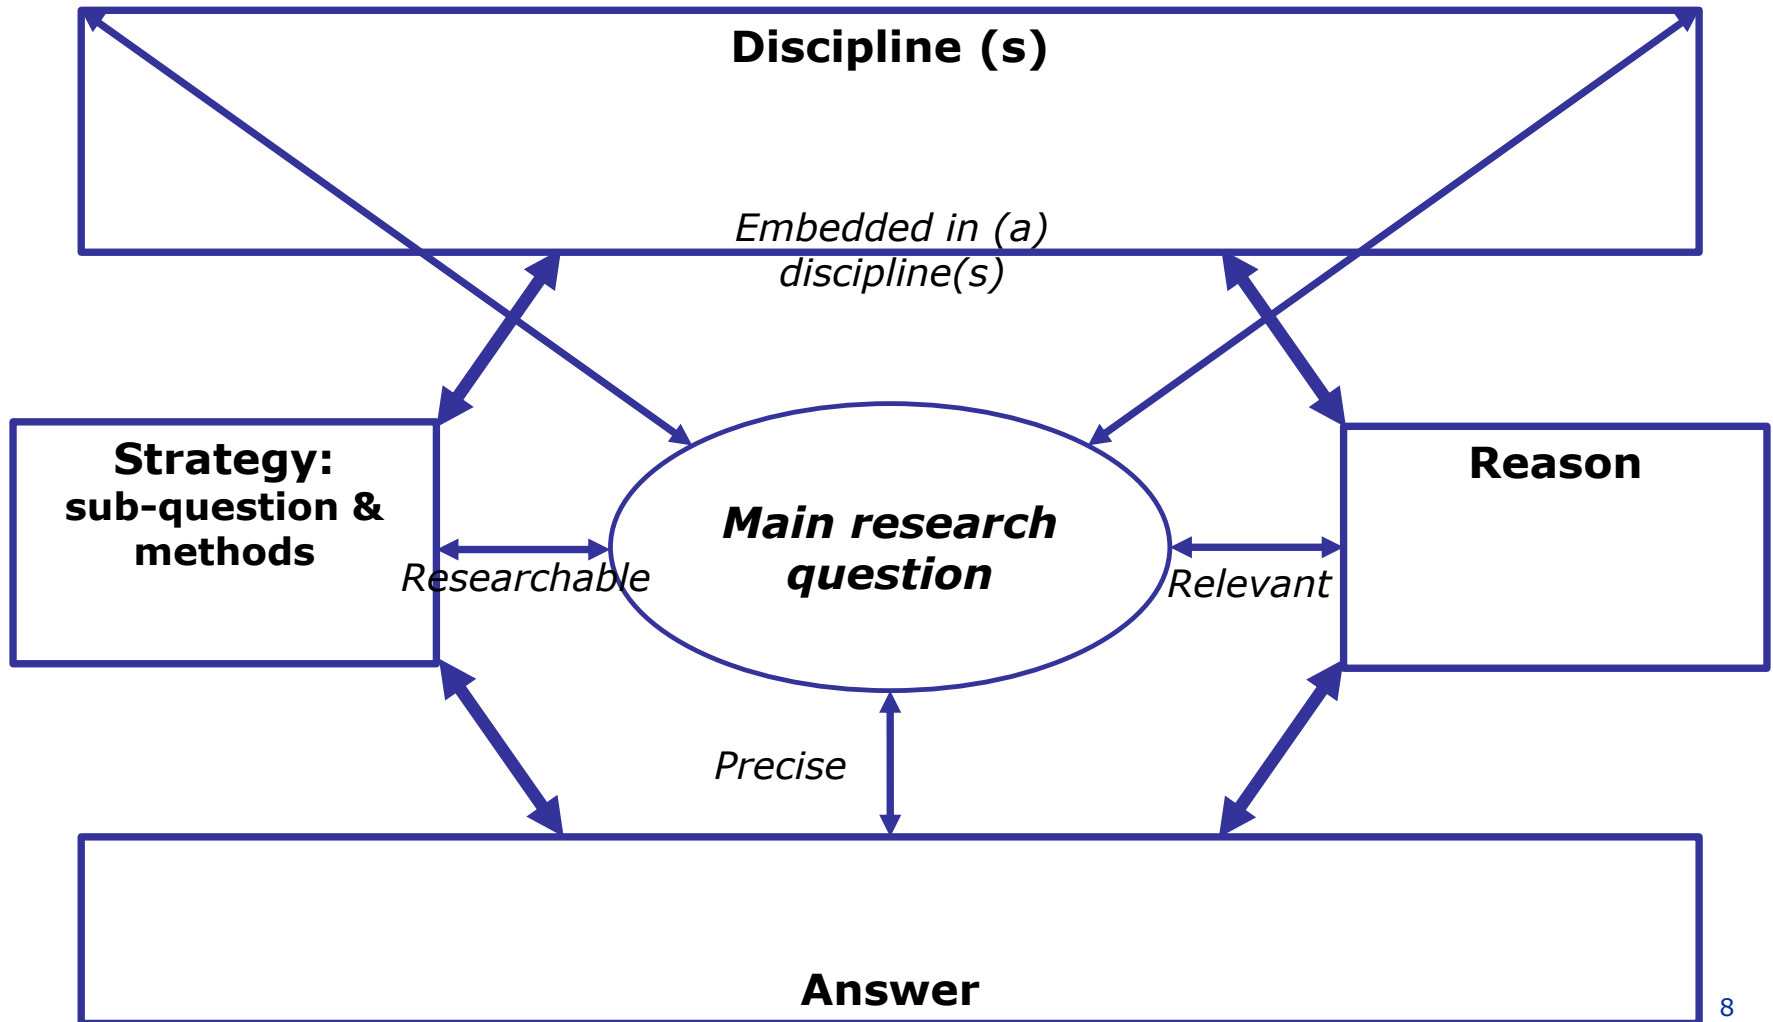 Discipline (s)
Embedded in (a)
discipline(s)
Strategy:
sub-question &
methods
Researchable
Main research
question
Relevant
Reason
Precise
Answer
8